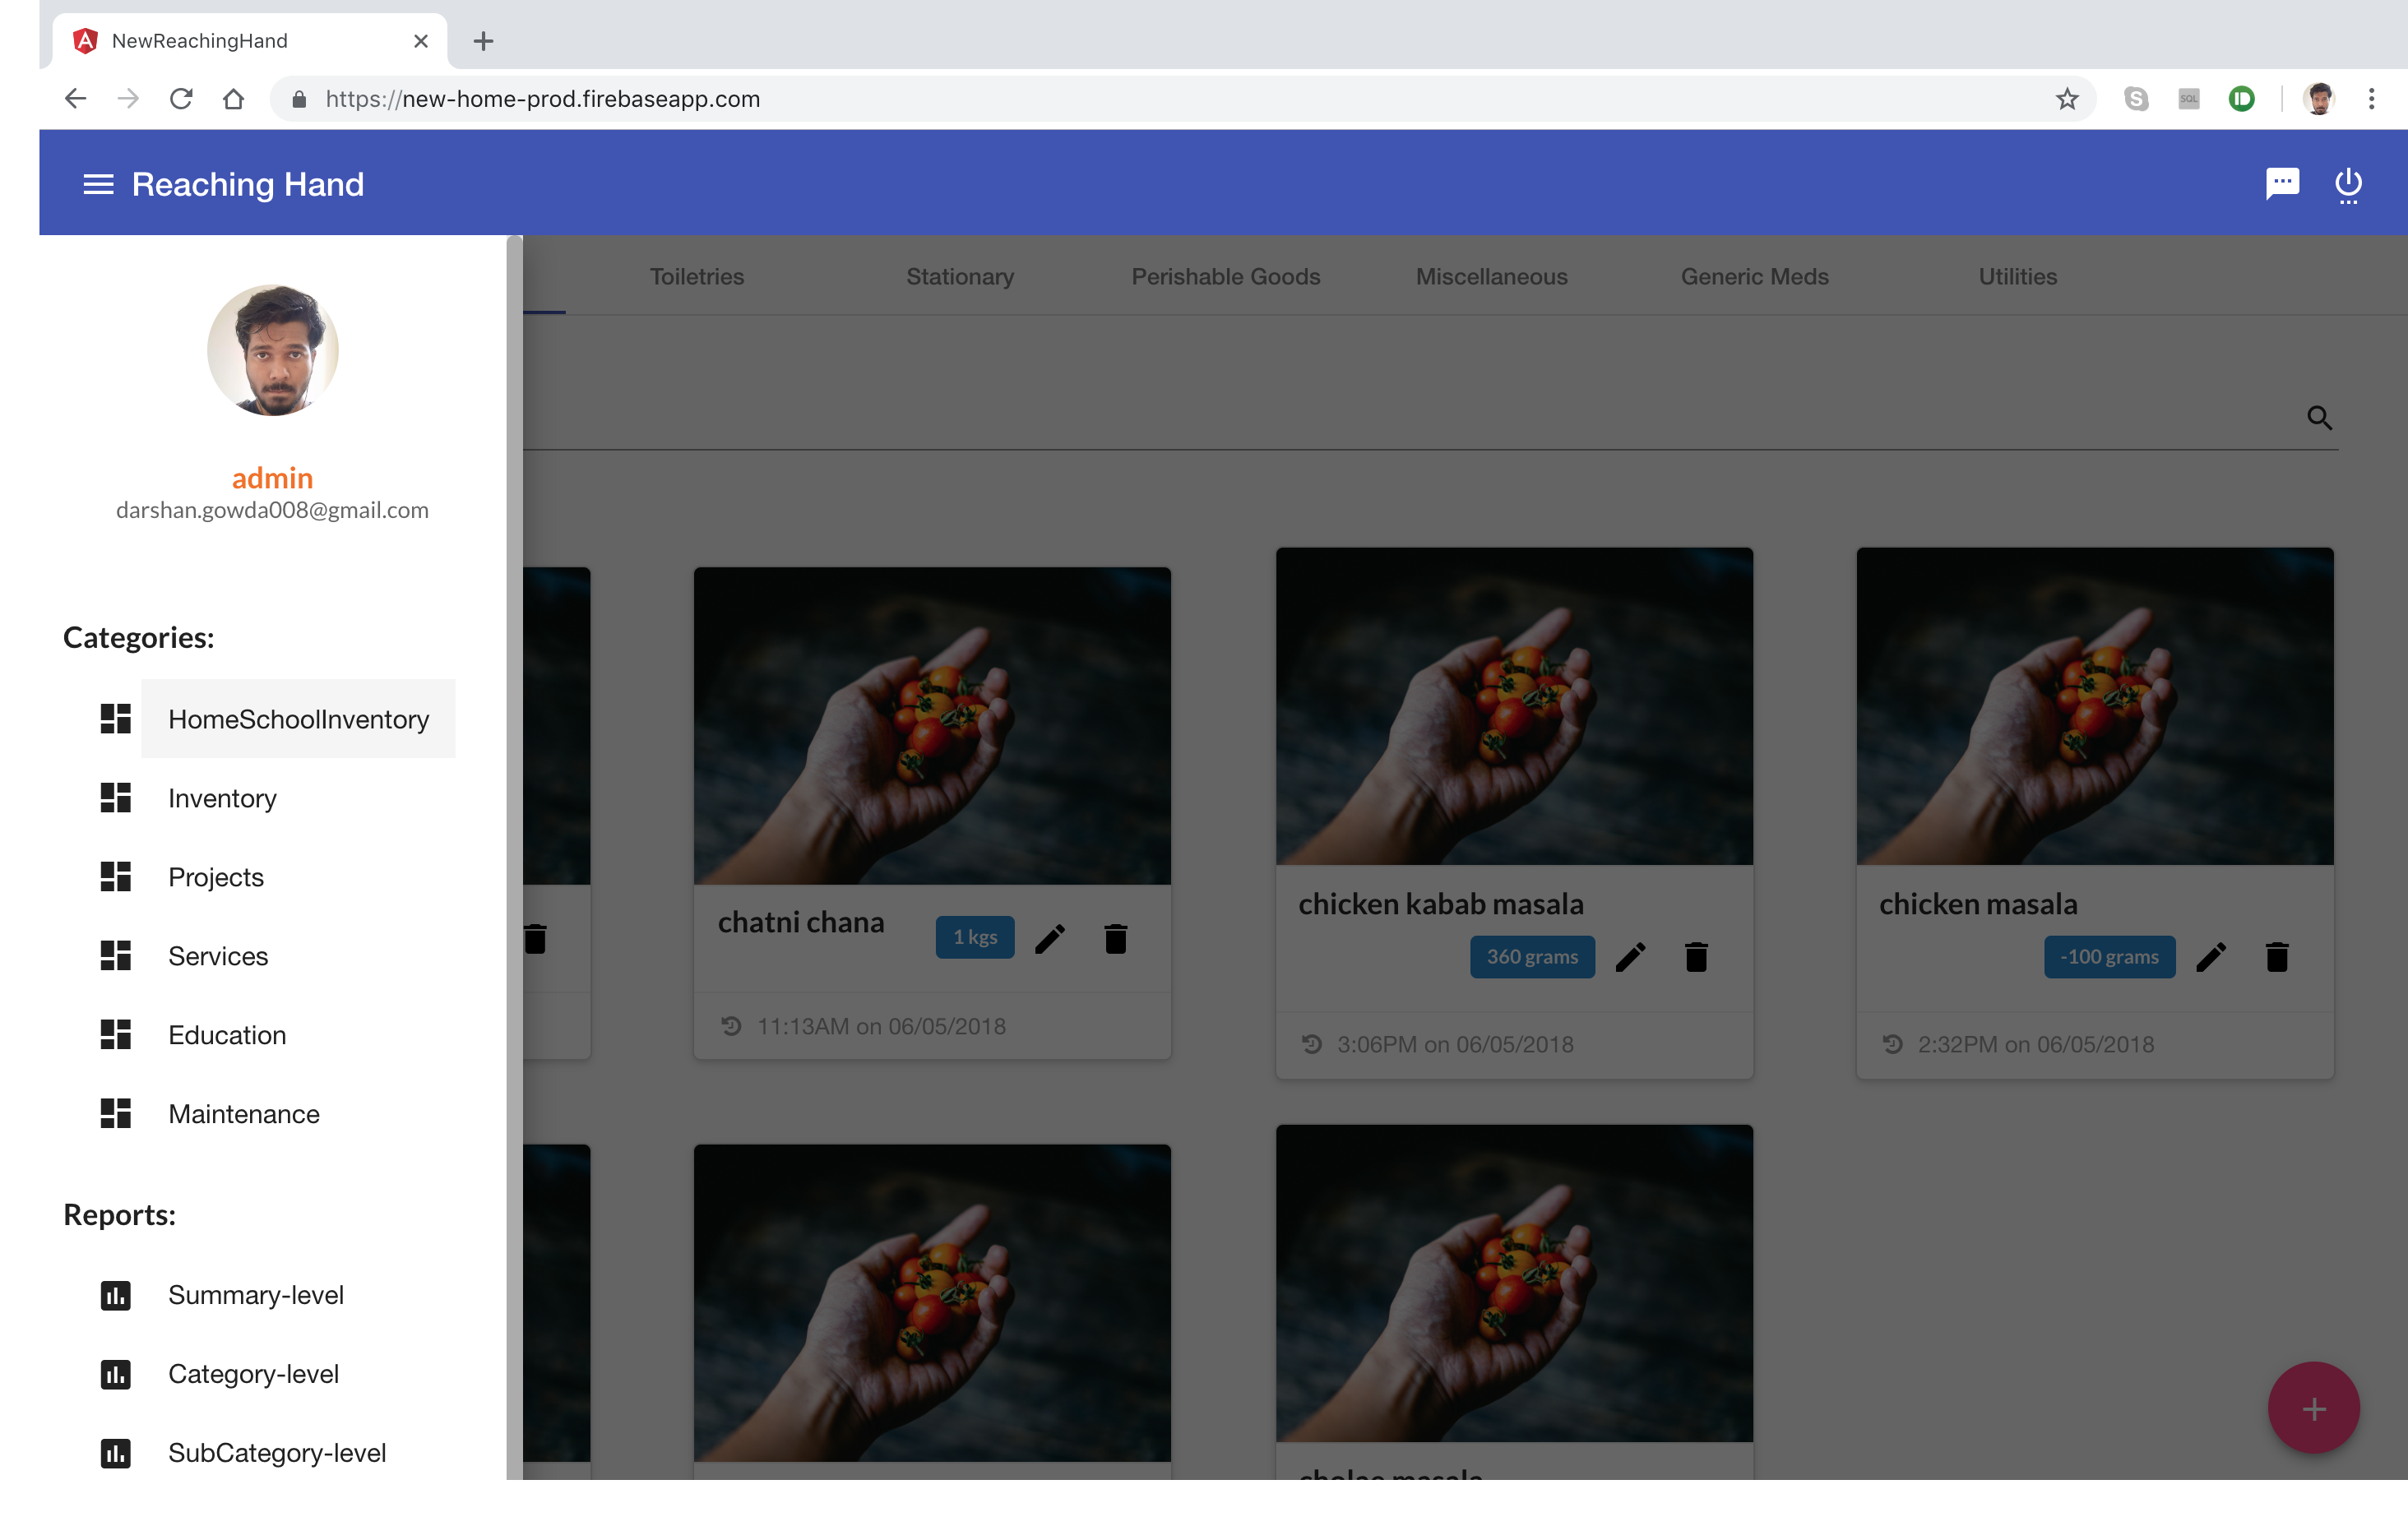 NewReachingHand
https://new-home-prod.firebaseapp.com
SQL
Reaching Hand
Toiletries Stationary Perishable Goods Miscellaneous Generic Meds Utilities
admin
darshan.gowda008@gmail.com
Categories:
HomeSchoolInventory
Inventory
Projects
Services
Education
Maintenance
Reports:
Summary-level
Category-level
SubCategory-level
chatni chana
1 kgs
11:13AM on 06/05/2018
chicken kabab masala
360 grams
3:06PM on 06/05/2018
chicken masala
-100 grams
2:32PM on 06/05/2018
cholae masala